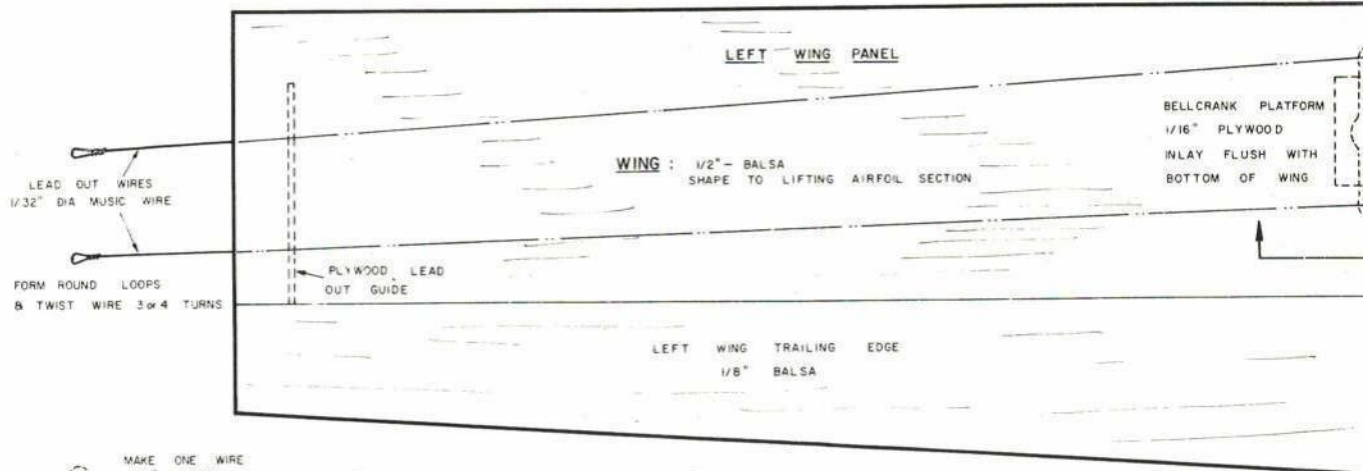 LEFT WING PANEL
BELLCRANK PLATFORM
1/16" PLYWOOD
INLAY FLUSH WITH
BOTTOM OF WING
WING : 1/2" - BALSA
SHAPE TO LIFTING AIRFOIL SECTION
LEAD OUT WIRES
1/32" DIA MUSIC WIRE
PLYWOOD LEAD
OUT GUIDE
FORM ROUND LOOPS
& TWIST WIRE 3 or 4 TURNS
LEFT WING TRAILING EDGE
1/8" BALSA
MAKE ONE WIRE